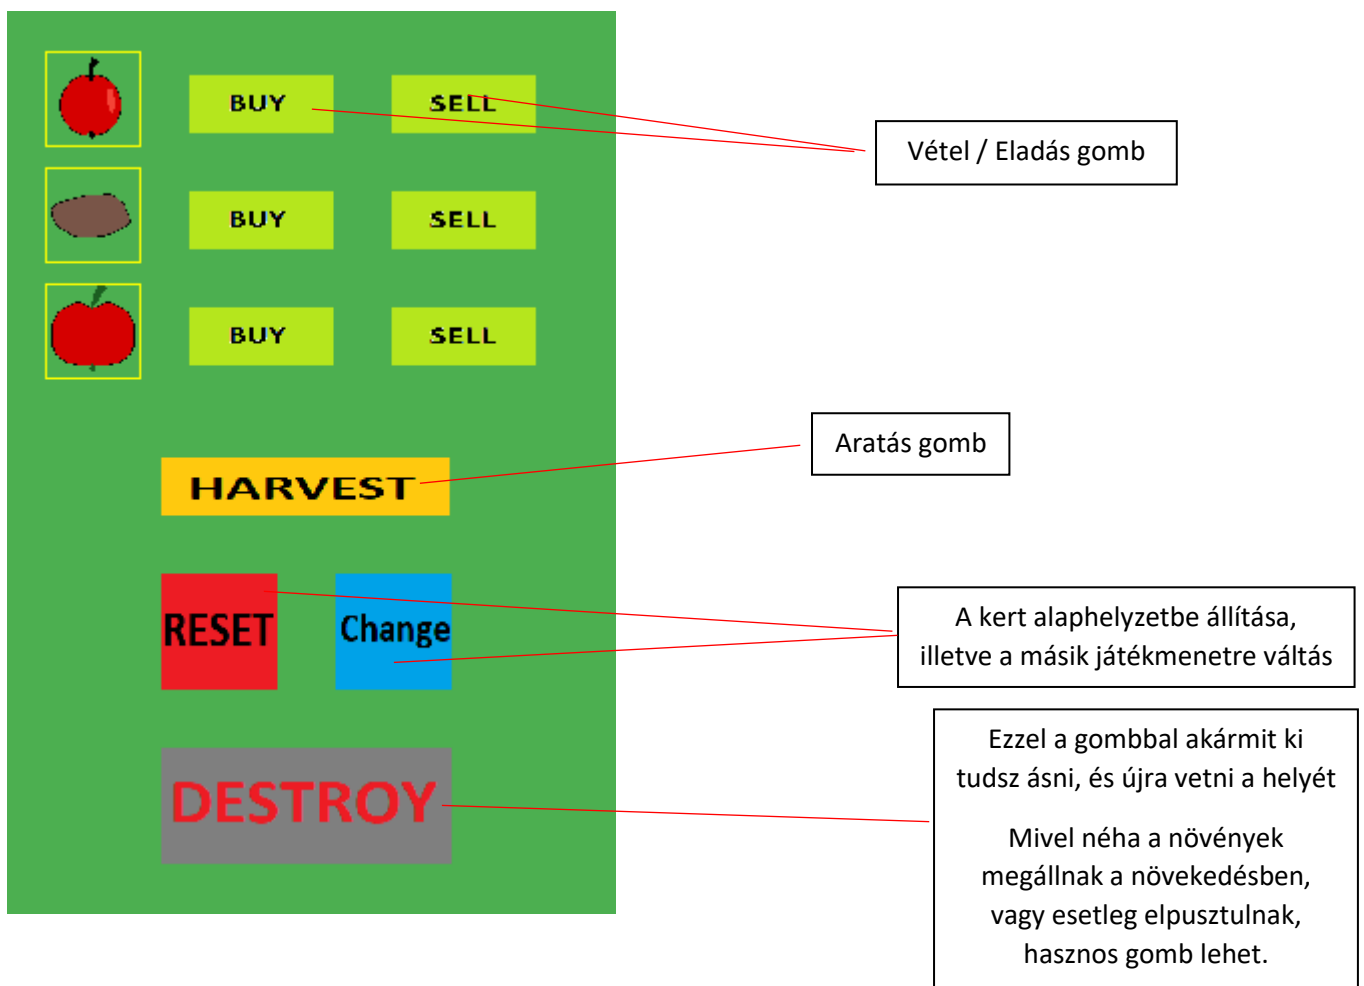 BUY
SELL
Vétel / Eladás gomb
BUY
SELL
BUY
SELL
Aratás gomb
HARVEST
RESET
Change
A kert alaphelyzetbe állítása,
illetve a másik játékmenetre váltás
Ezzel a gombbal akármit ki
tudsz ásni, és újra vetni a helyét
DESTROY
Mivel néha a növények
megállnak a növekedésben,
vagy esetleg elpusztulnak,
hasznos gomb lehet.